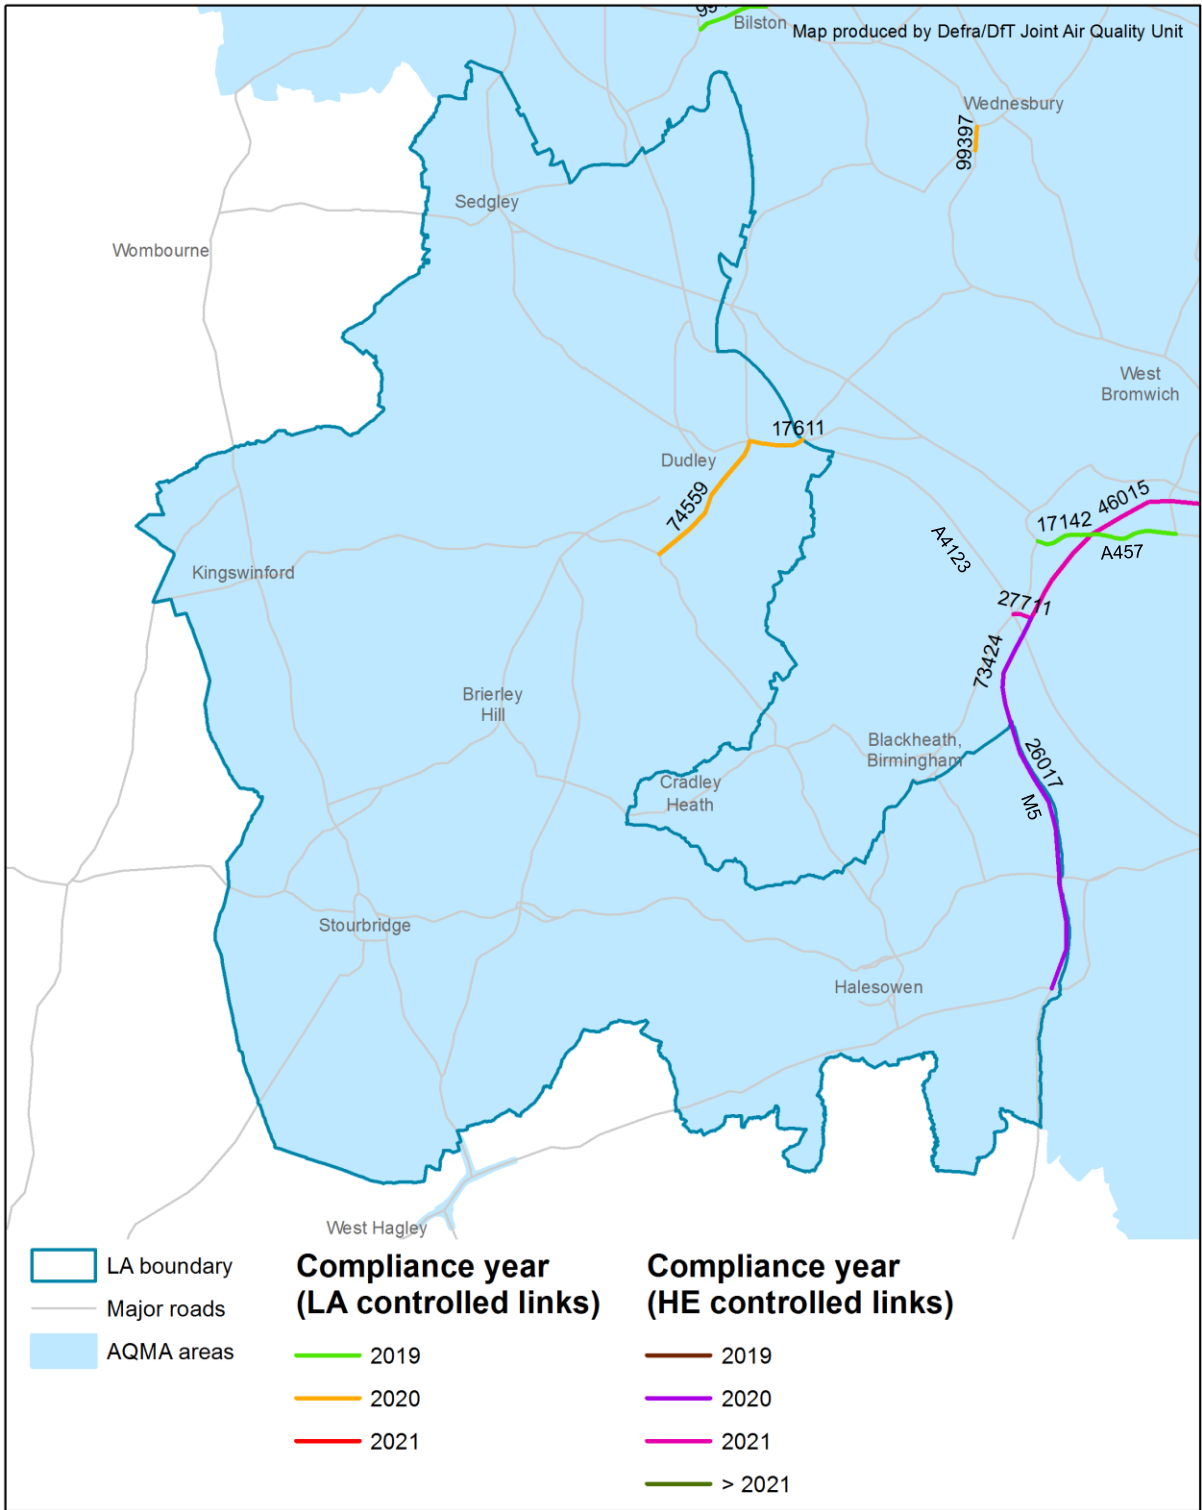 Bilston
Map produced by Defra/DfT Joint Air Quality Unit
Wednesbury
99397
Sedgley
Wombourne
West
Bromwich
17611
Dudley
74559
46015
17142
A4123
A457
Kingswinford
27711
73424
Brierley
Hill
Blackheath,
Birmingham
26017
M5
Cradley
Heath
Stourbridge
Halesowen
West Hagley
LA boundary
Major roads
AQMA areas
Compliance year
(LA controlled links)
2019
2020
2021
Compliance year
(HE controlled links)
2019
2020
2021
> 2021